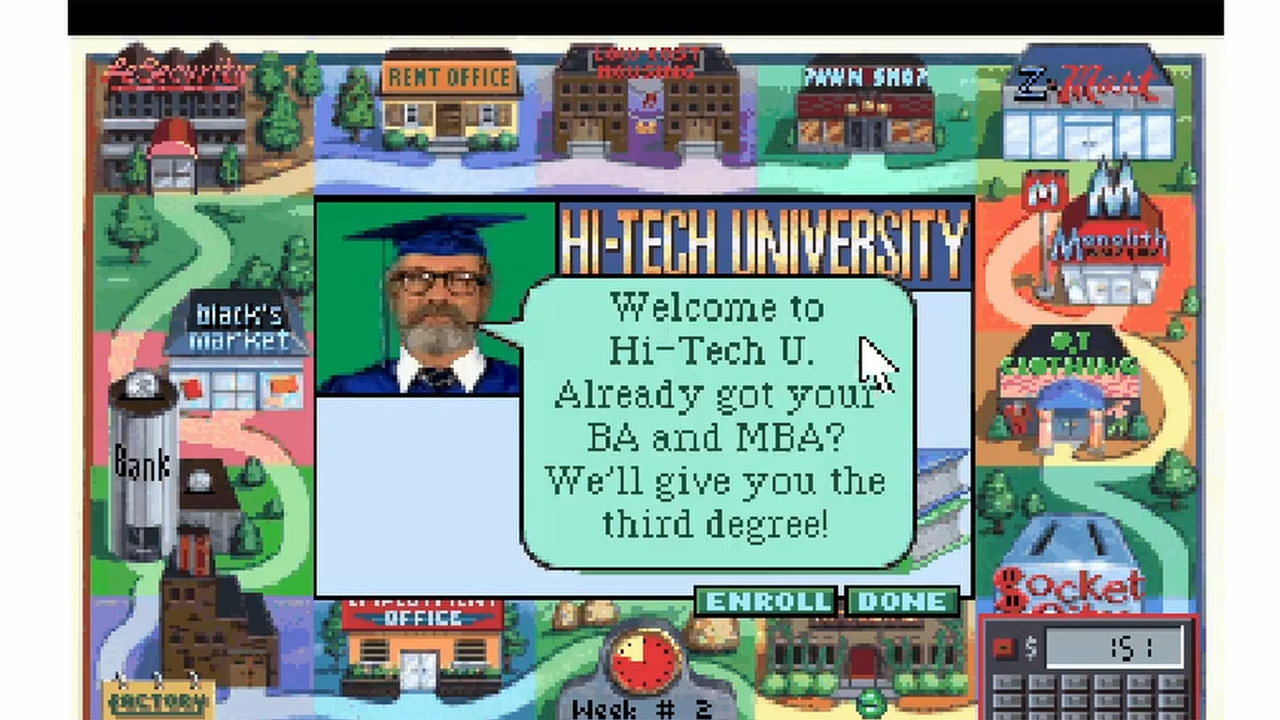 LeSecurity
RENT OFFICE
LOW COST
HOUSING
PAWN SHOP
Z-Mart
M
M
Monolith
HI-TECH UNIVERSITY
Welcome to
Hi-Tech U.
Already got your
BA and MBA?
We'll give you the
third degree!
black's
market
QT
CLOTHING
Bank
Socket
ENROLL
DONE
EMPLOYMENT
OFFICE
FACTORY
Week # 2
$ 151